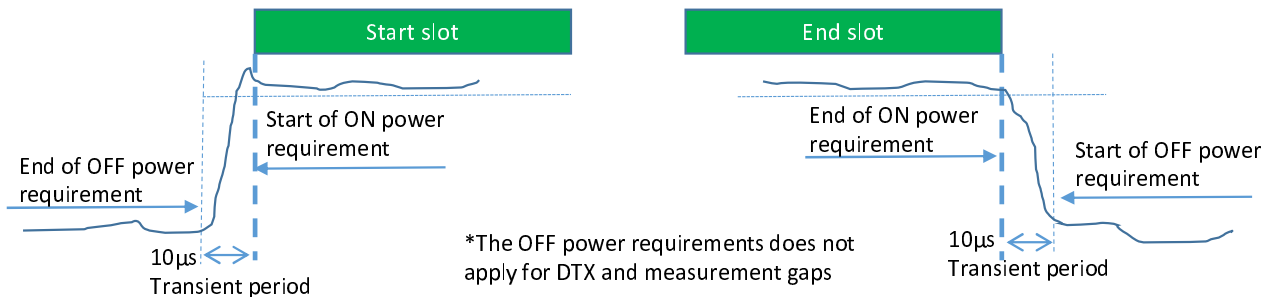 Start slot
End slot
Start of ON power
requirement
End of OFF power
requirement
End of ON power
requirement
Start of OFF power
requirement
10μs
Transient period
*The OFF power requirements does not
apply for DTX and measurement gaps
10μs
Transient period